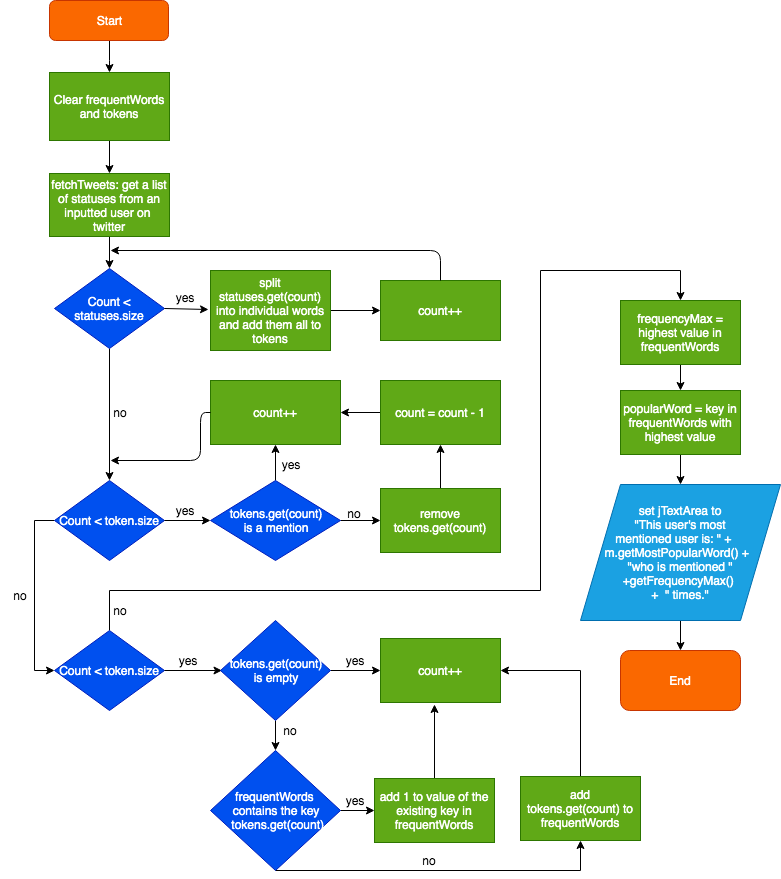 Start
Clear frequentWords
and tokens
fetchTweets: get a list
of statuses from an
inputted user on
twitter
Count <
statuses.size
yes
split
statuses.get(count)
into individual words
and add them all to
tokens
count++
no
count++
count = count - 1
yes
Count < token.size
yes
tokens.get(count)
is a mention
no
remove
tokens.get(count)
no
no
Count < token.size
yes
tokens.get(count)
is empty
yes
count++
no
frequentWords
contains the key
tokens.get(count)
yes
add 1 to value of the
existing key in
frequentWords
add
tokens.get(count) to
frequentWords
no
frequencyMax =
highest value in
frequentWords
popularWord = key in
frequentWords with
highest value
set jTextArea to
"This user's most
mentioned user is: " +
m.getMostPopularWord() +
"who is mentioned "
+getFrequencyMax()
+ " times."
End